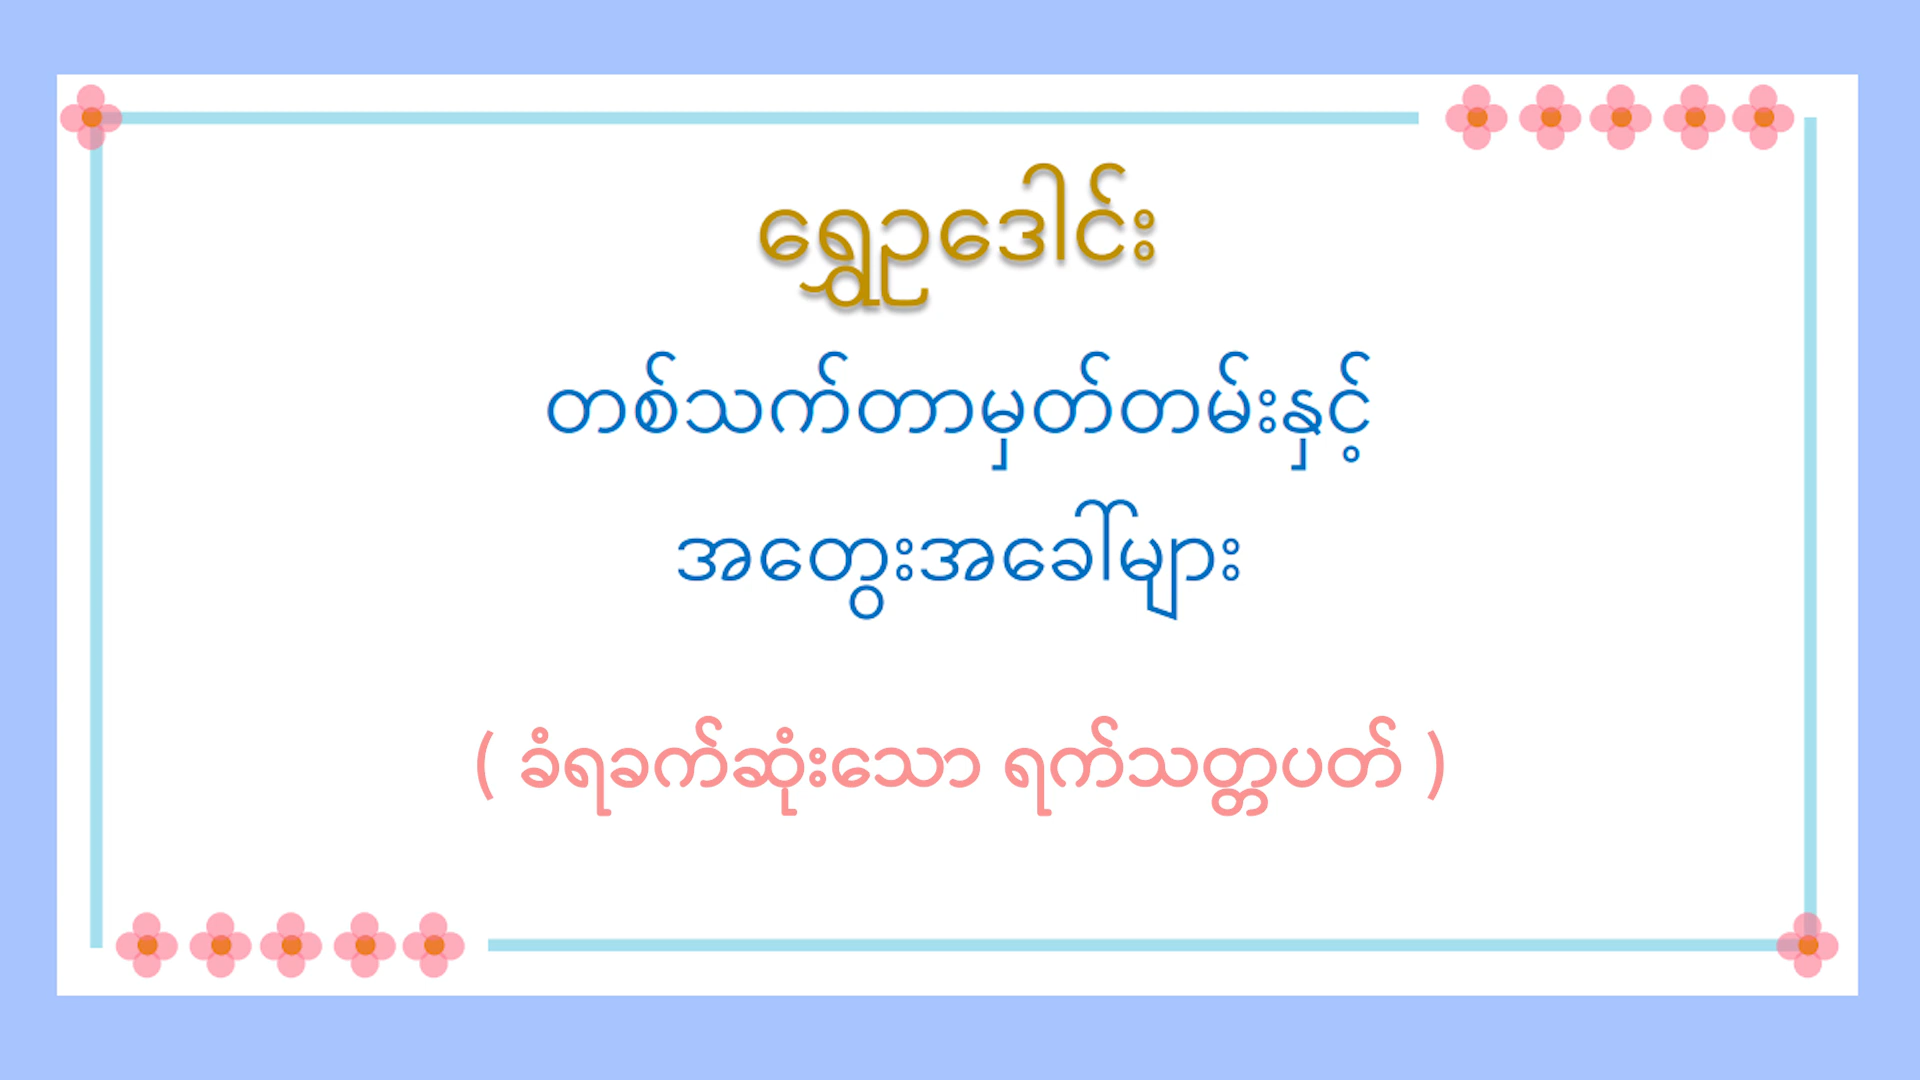 ရွှေဥဒေါင်း
တစ်သက်တာမှတ်တမ်းနှင့်
အတွေးအခေါ်များ
( ခံရခက်ဆုံးသော ရက်သတ္တပတ် )